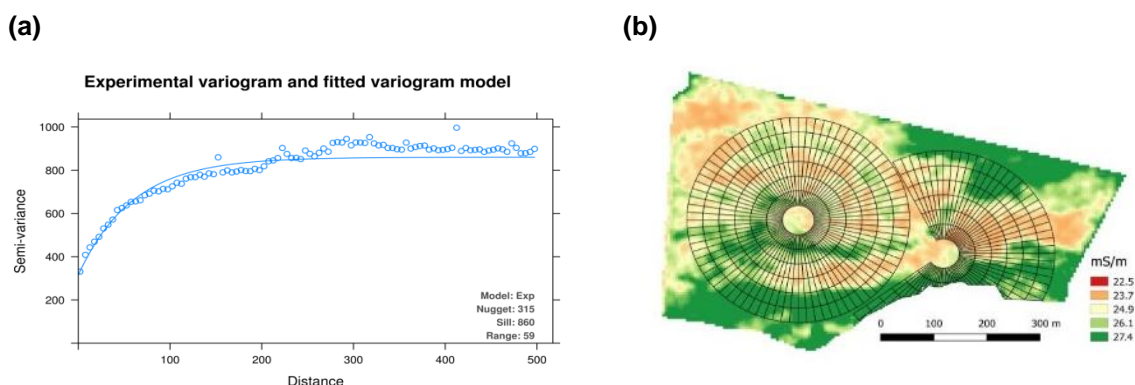 (a)
Experimental variogram and fitted variogram model
Semi-variance
1000
800
600
400
200
Model: Exp
Nugget: 315
Sill: 860
Range: 59
100 200 300 400 500
Distance
(b)
mS/m
22.5
23.7
24.9
26.1
27.4
0 100 200 300 m